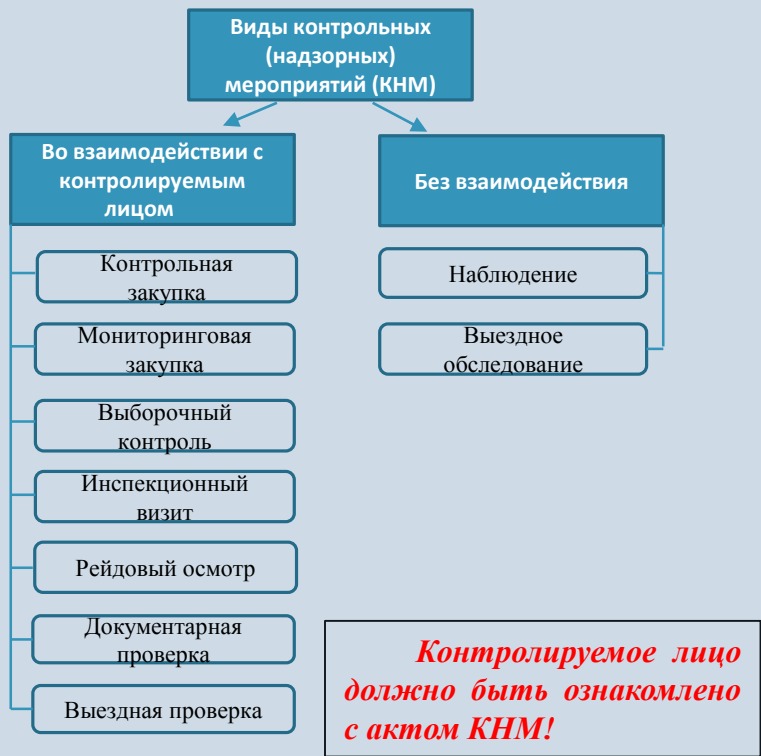 Виды контрольных
(надзорных)
мероприятий (КНМ)
Во взаимодействии с
контролируемым
лицом
Контрольная
закупка
Мониторинговая
закупка
Выборочный
контроль
Инспекционный
визит
Рейдовый осмотр
Документарная
проверка
Выездная проверка
Без взаимодействия
Наблюдение
Выездное
обследование
Контролируемое лицо
должно быть ознакомлено
с актом КНМ!